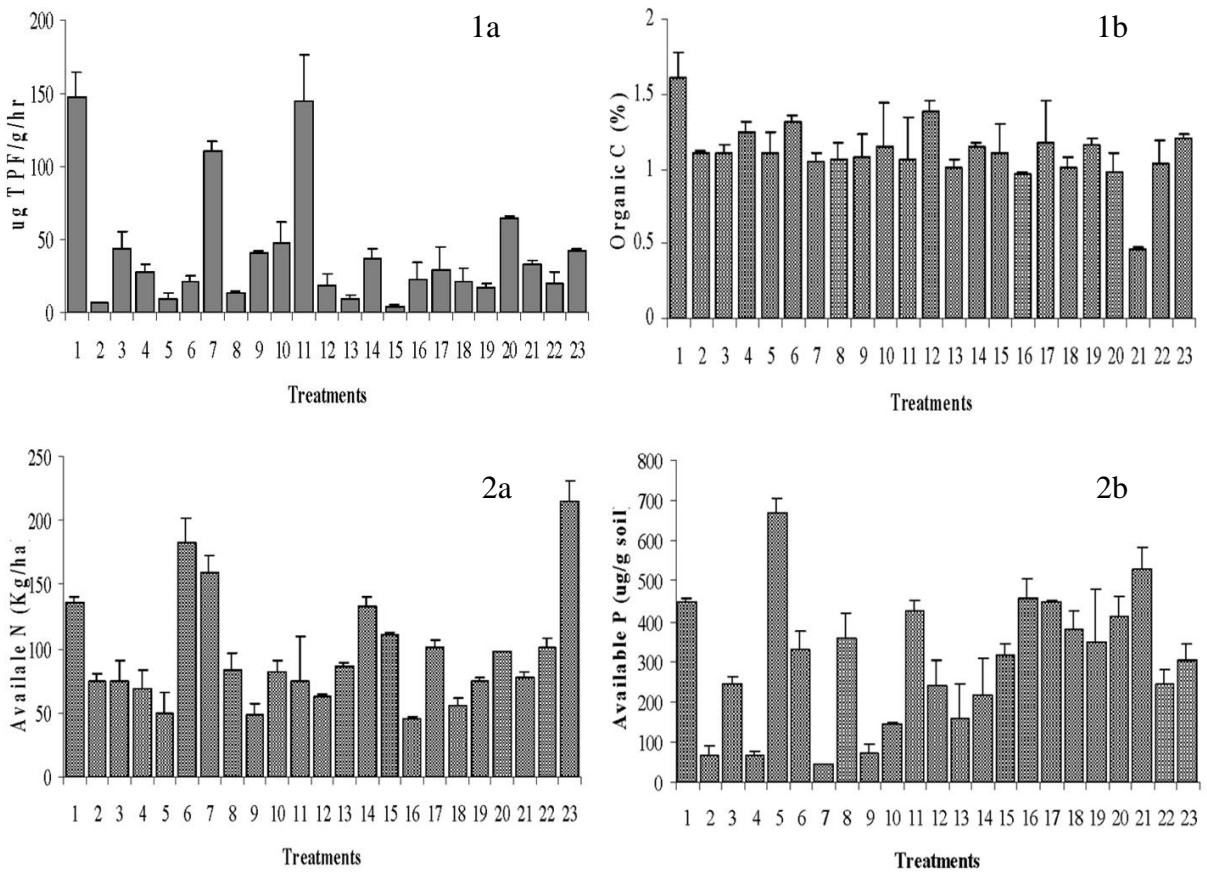 1a
ug TPF/g/hr
200
150
100
50
0
1 2 3 4 5 6 7 8 9 10 11 12 13 14 15 16 17 18 19 20 21 22 23
Treatments
1b
Organic C (%)
2
1.5
1
0.5
0
1 2 3 4 5 6 7 8 9 10 11 12 13 14 15 16 17 18 19 20 21 22 23
Treatments
2a
Availale N (Kg/ha
250
200
150
100
50
0
1 2 3 4 5 6 7 8 9 10 11 12 13 14 15 16 17 18 19 20 21 22 23
Treatments
2b
Available P (ug/g soil
800
700
600
500
400
300
200
100
0
1 2 3 4 5 6 7 8 9 10 11 12 13 14 15 16 17 18 19 20 21 22 23
Treatments